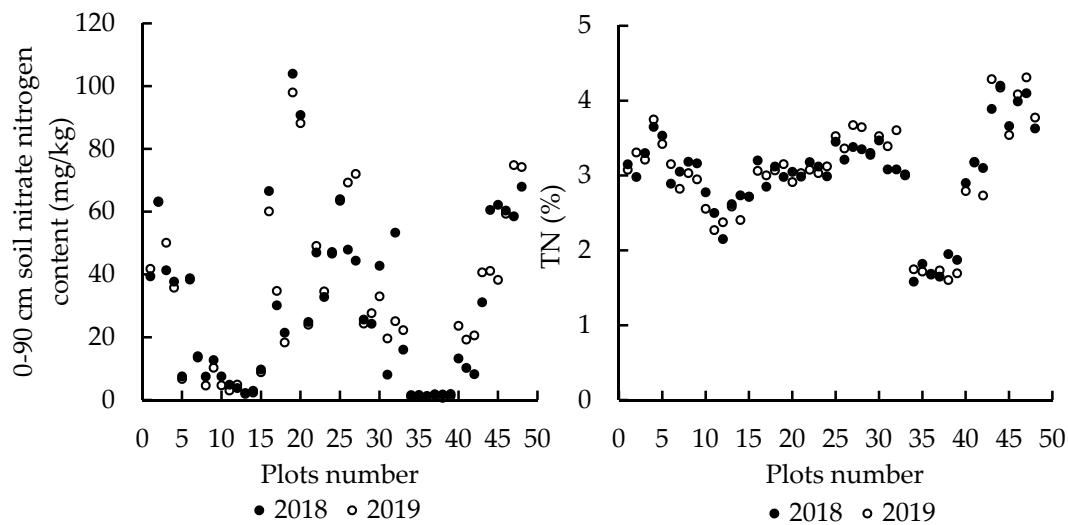 0-90 cm soil nitrate nitrogen
content (mg/kg)
120
100
80
60
40
20
0
0 5 10 15 20 25 30 35 40 45 50
Plots number
● 2018 ○ 2019
TN (%)
5
4
3
2
1
0
0 5 10 15 20 25 30 35 40 45 50
Plots number
● 2018 ○ 2019